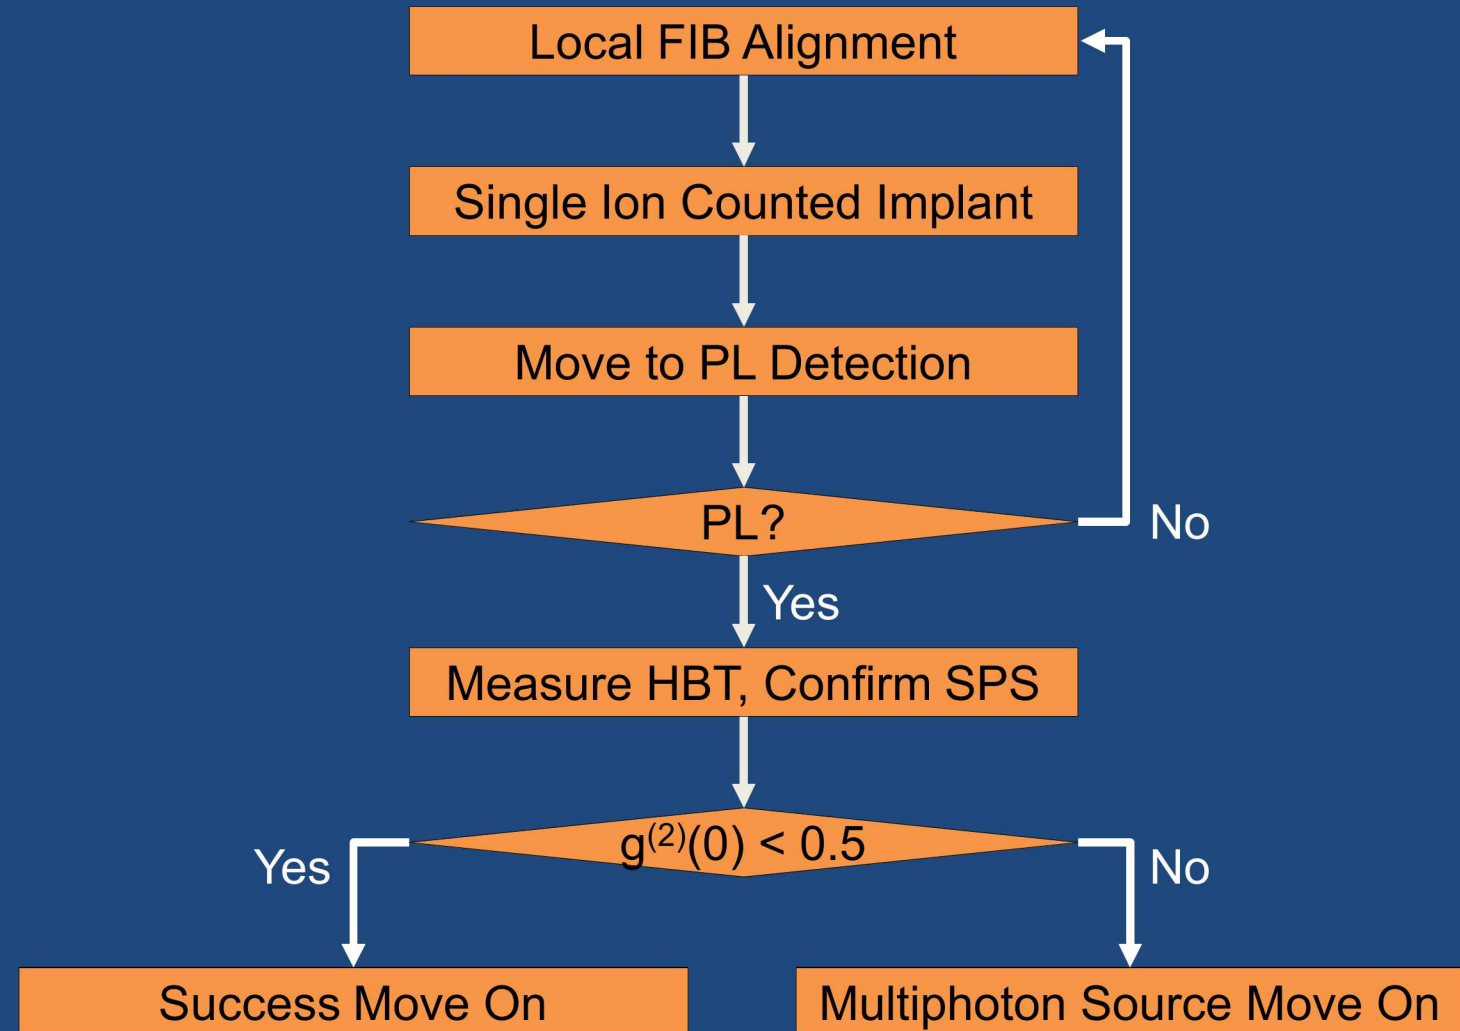 Local FIB Alignment
Single Ion Counted Implant
Move to PL Detection
PL?
No
Yes
Measure HBT, Confirm SPS
g⁽²⁾(0) < 0.5
Yes
No
Success Move On
Multiphoton Source Move On